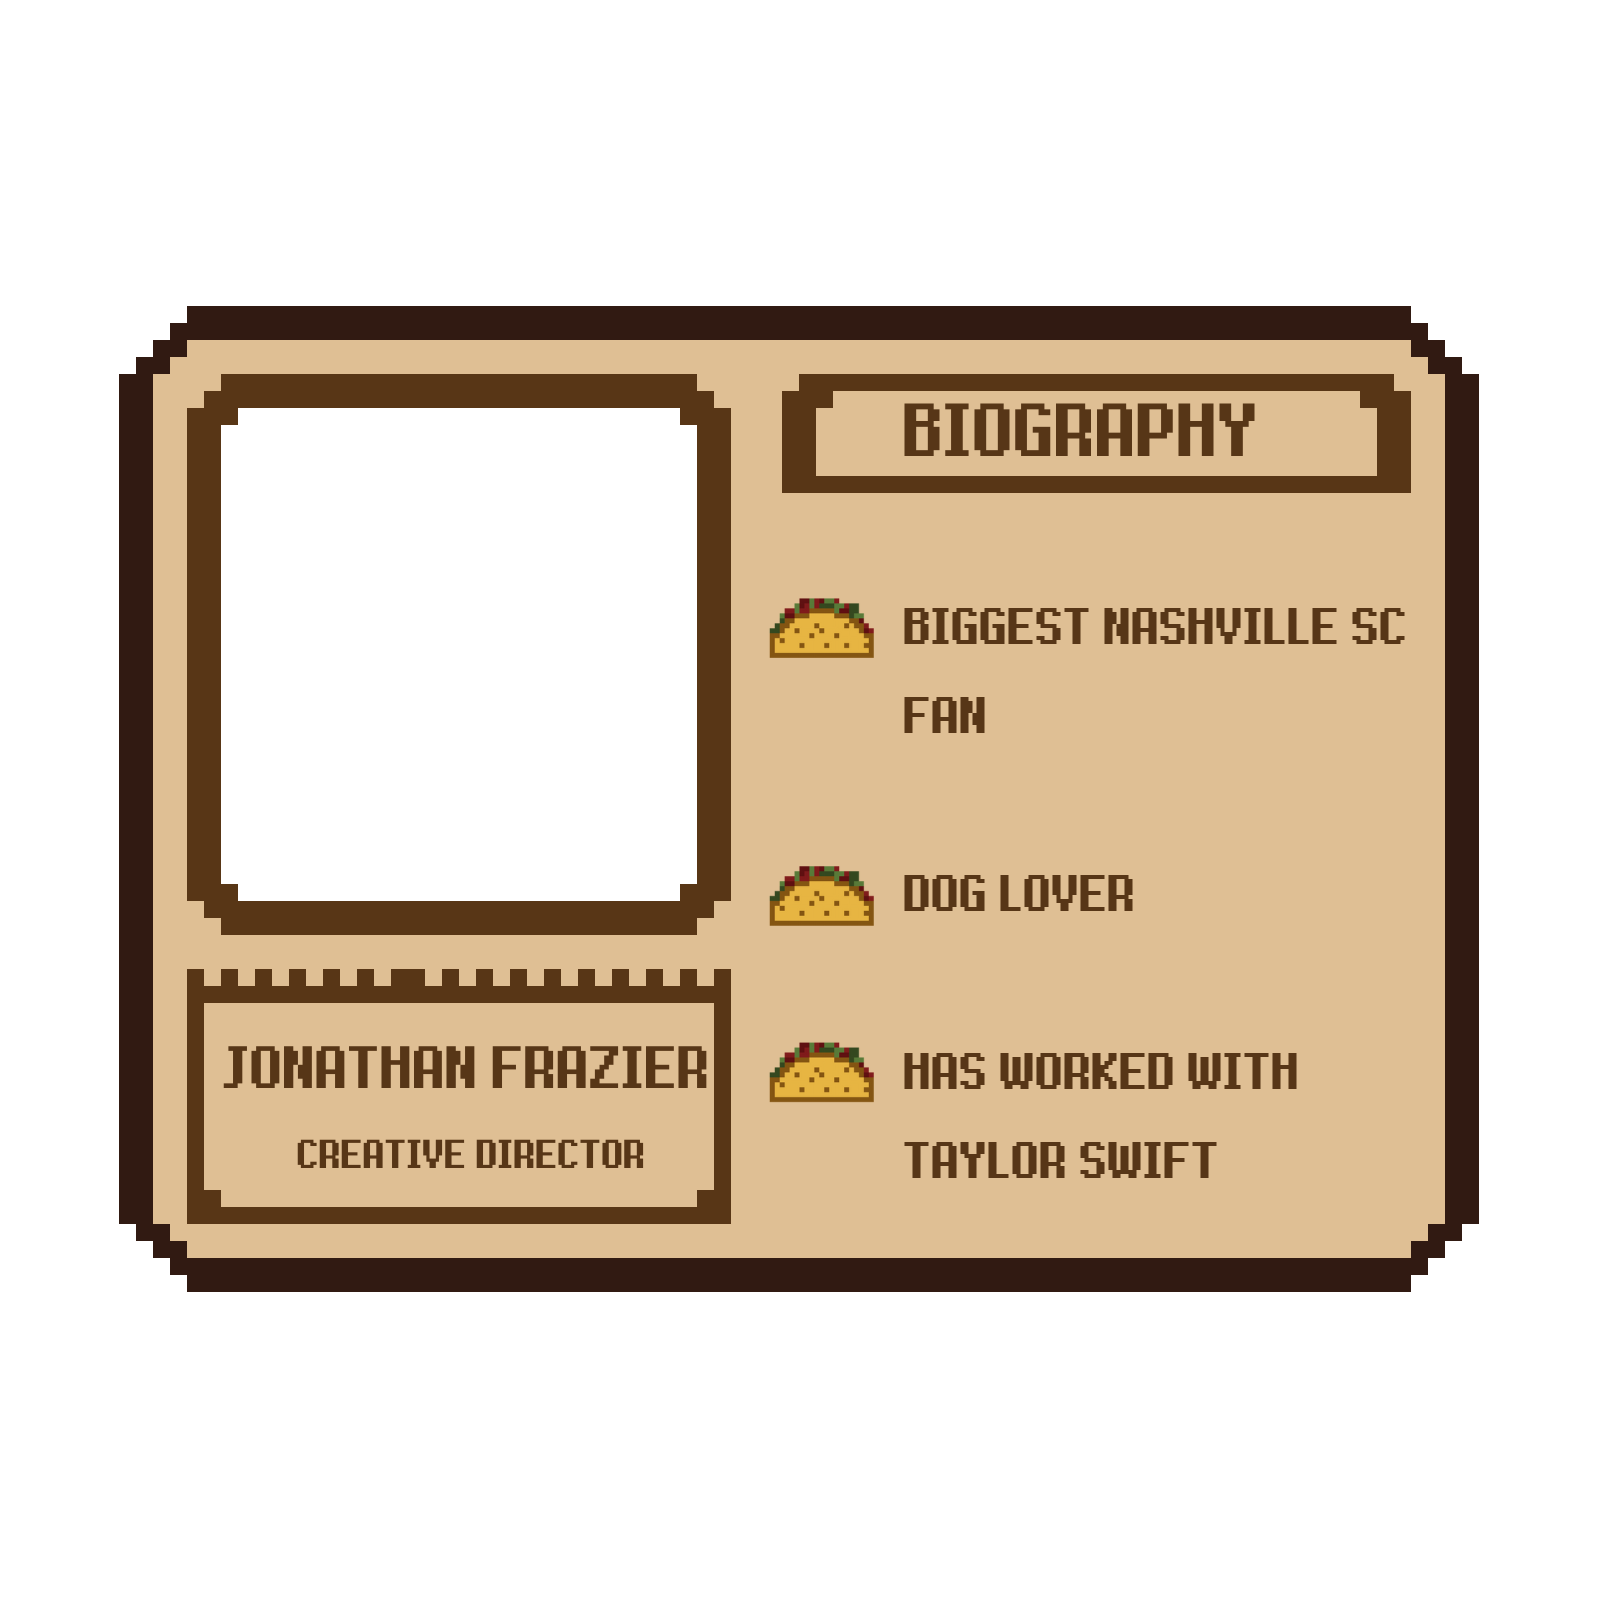 JONATHAN FRAZIER
CREATIVE DIRECTOR
BIOGRAPHY
BIGGEST NASHVILLE SC
FAN
DOG LOVER
HAS WORKED WITH
TAYLOR SWIFT